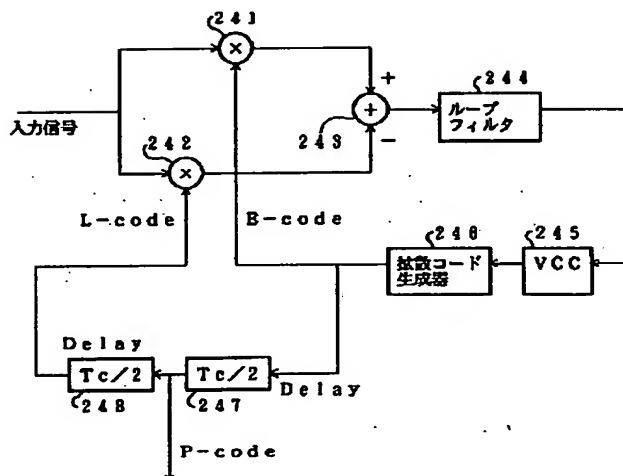 241
×
244
+
+
ループ
フィルタ
入力信号
242
243
−
×
L-code
B-code
246
245
拡散コード
生成器
VCC
Delay
Tc/2
Tc/2
Delay
248
247
P-code